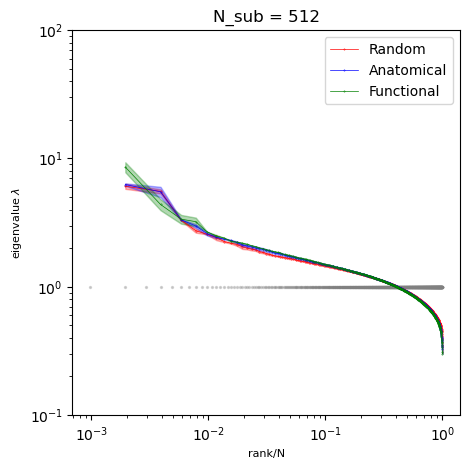 N_sub = 512
10²
Random
Anatomical
Functional
10¹
eigenvalue λ
10⁰
10⁻¹
10⁻³
10⁻²
10⁻¹
10⁰
rank/N